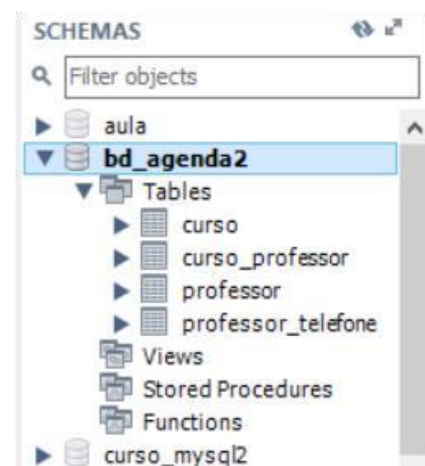 SCHEMAS
Filter objects
aula
bd_agenda2
Tables
curso
curso_professor
professor
professor_telefone
Views
Stored Procedures
Functions
curso_mysql2